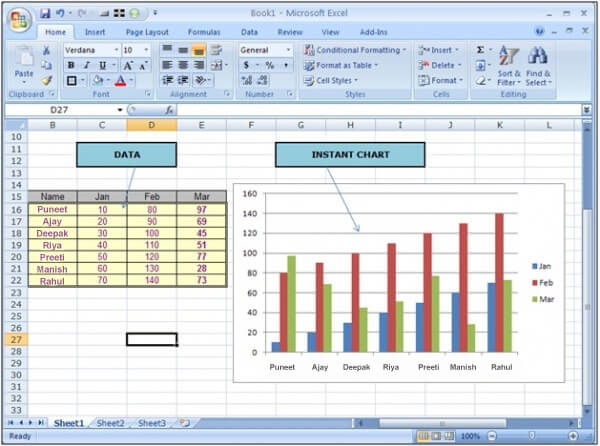 Book1 - Microsoft Excel
Home Insert Page Layout Formulas Data Review View Add-Ins
Paste
Verdana 10
General
Conditional Formatting
Format as Table
Cell Styles
Insert
Delete
Format
Sort & Filter
Find & Select
Clipboard Font Alignment Number Styles Cells Editing
D27 fx
B C D E F G H I J K L
10
11
12
13
14
15
16
17
18
19
20
21
22
23
24
25
26
27
28
29
30
31
32
33
DATA
INSTANT CHART
Name Jan Feb Mar
Puneet 10 80 97
Ajay 20 90 69
Deepak 30 100 45
Riya 40 110 51
Preeti 50 120 77
Manish 60 130 28
Rahul 70 140 73
160
140
120
100
80
60
40
20
0
Puneet Ajay Deepak Riya Preeti Manish Rahul
Jan
Feb
Mar
Sheet1 Sheet2 Sheet3
Ready 100%